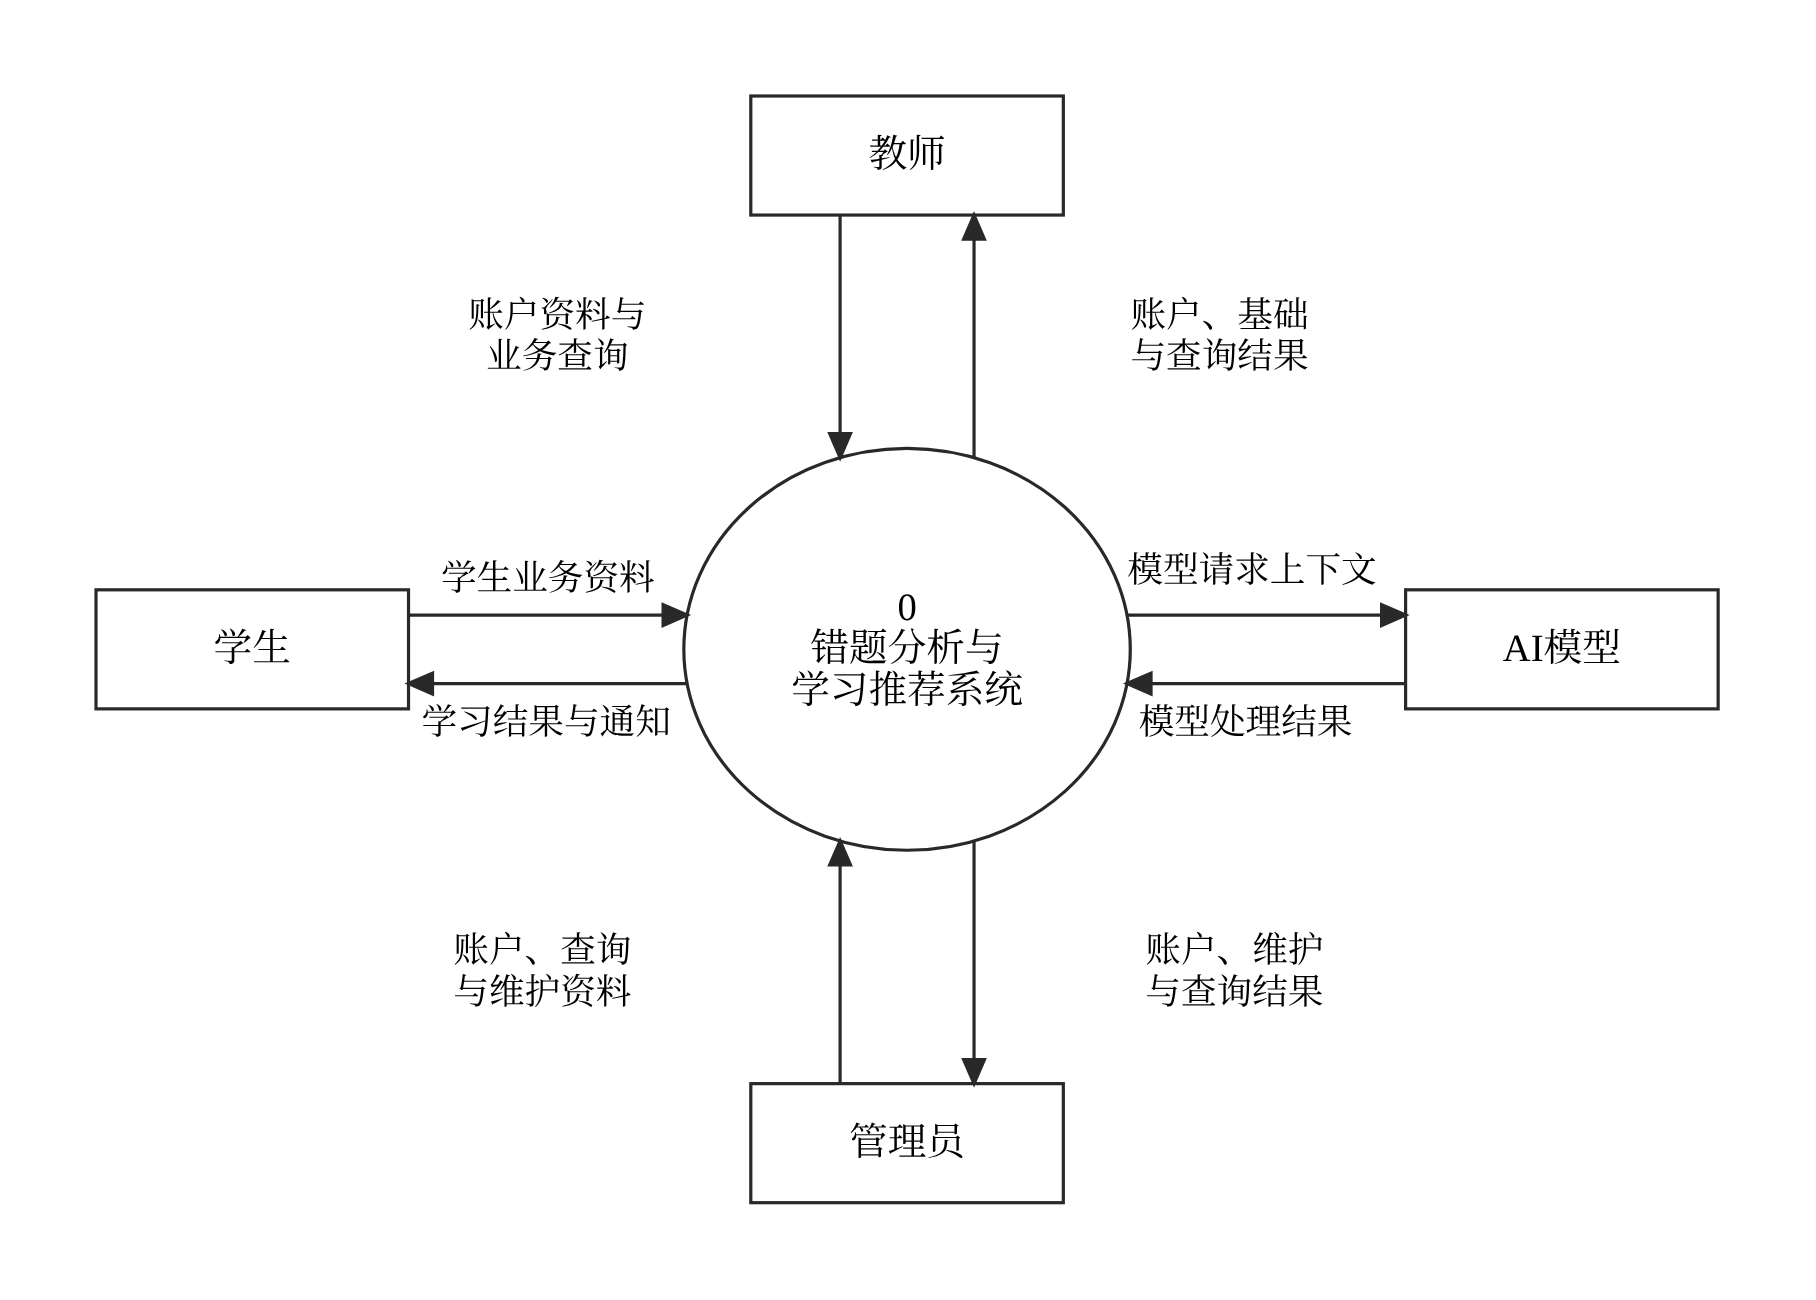 教师
账户资料与
业务查询
账户、基础
与查询结果
学生业务资料
模型请求上下文
学生
0
错题分析与
学习推荐系统
AI模型
学习结果与通知
模型处理结果
账户、查询
与维护资料
账户、维护
与查询结果
管理员